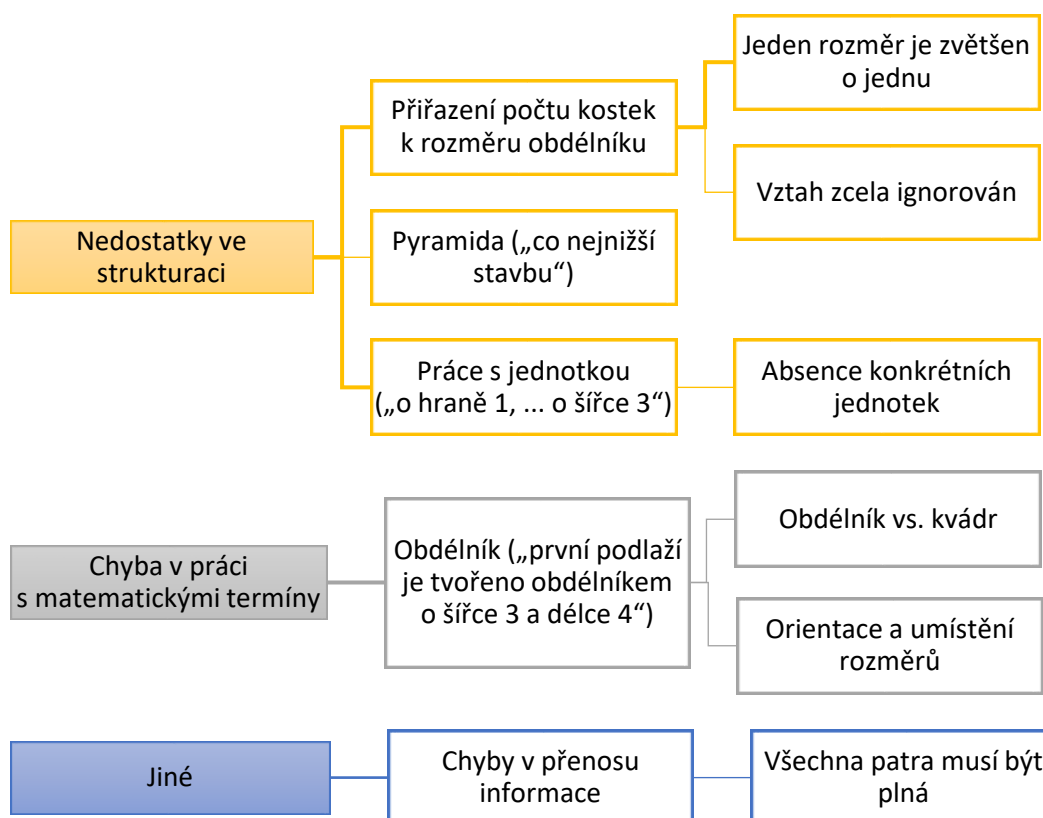 Jeden rozměr je zvětšen
o jednu
Přiřazení počtu kostek
k rozměru obdélníku
Vztah zcela ignorován
Nedostatky ve
strukturaci
Pyramida („co nejnižší
stavbu“)
Práce s jednotkou
(„o hraně 1, ... o šířce 3“)
Absence konkrétních
jednotek
Chyba v práci
s matematickými termíny
Obdélník („první podlaží
je tvořeno obdélníkem
o šířce 3 a délce 4“)
Obdélník vs. kvádr
Orientace a umístění
rozměrů
Jiné
Chyby v přenosu
informace
Všechna patra musí být
plná